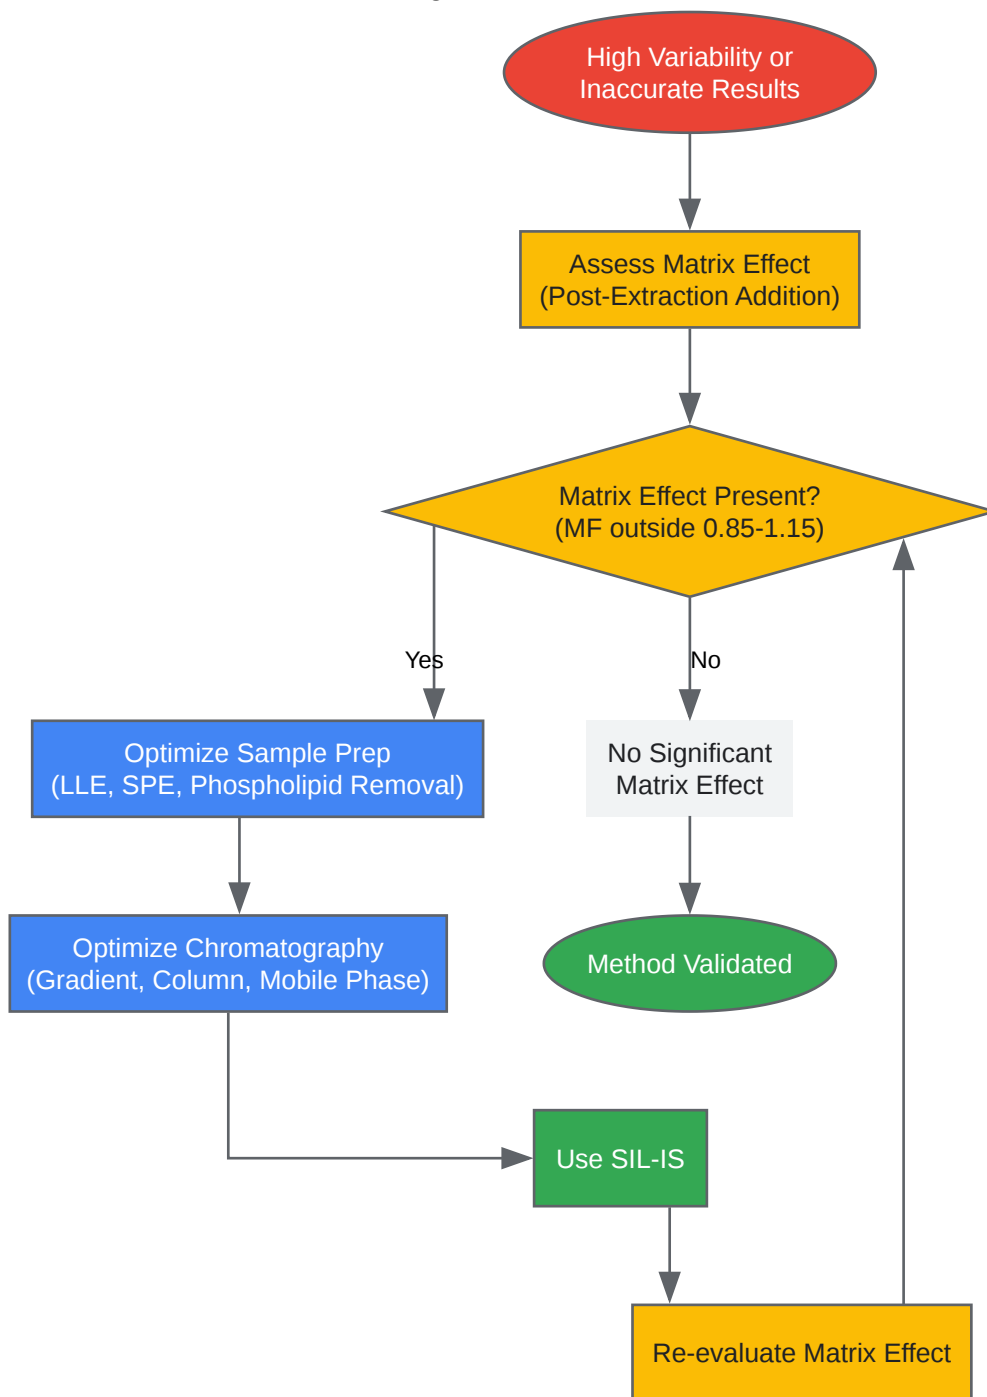 High Variability or
Inaccurate Results
Assess Matrix Effect
(Post-Extraction Addition)
Matrix Effect Present?
(MF outside 0.85-1.15)
Yes
No
Optimize Sample Prep
(LLE, SPE, Phospholipid Removal)
No Significant
Matrix Effect
Optimize Chromatography
(Gradient, Column, Mobile Phase)
Method Validated
Use SIL-IS
Re-evaluate Matrix Effect